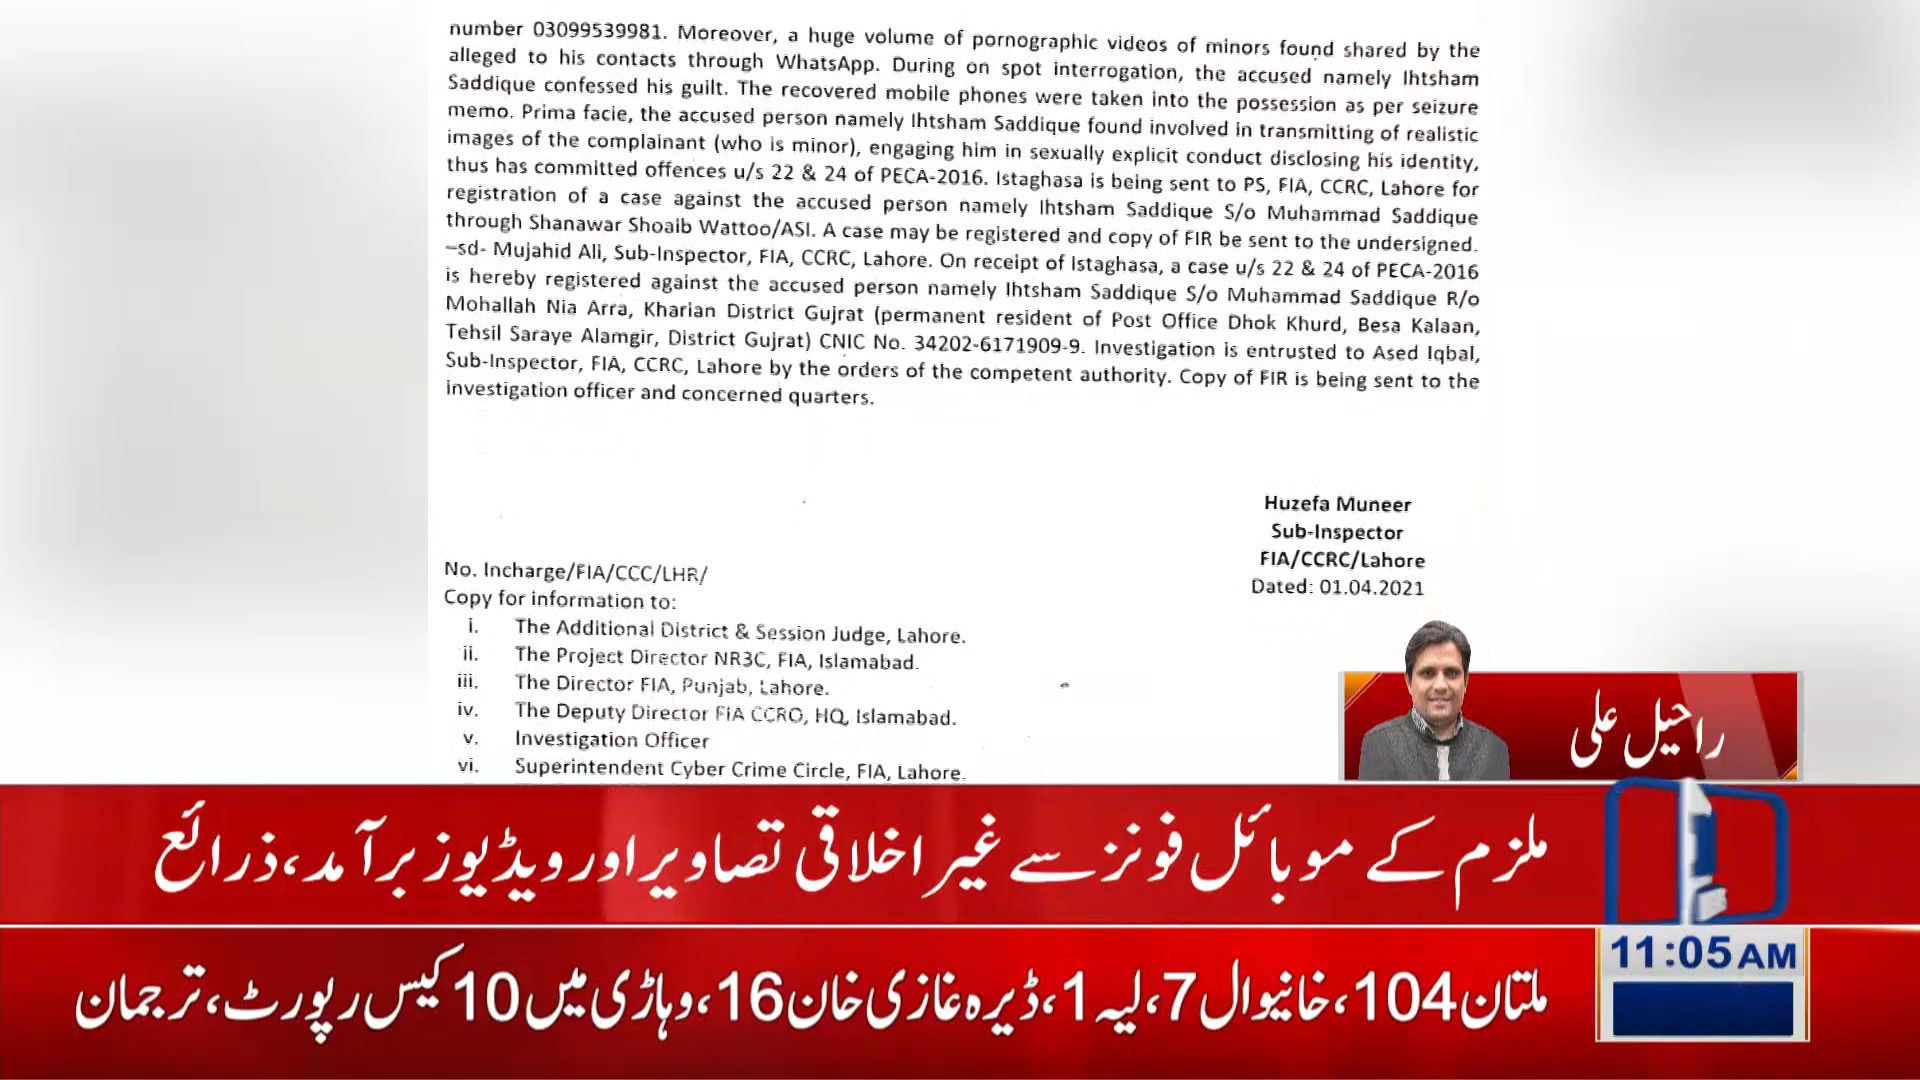 number 03099539981. Moreover, a huge volume of pornographic videos of minors found shared by the
alleged to his contacts through WhatsApp. During on spot interrogation, the accused namely Ihtsham
Saddique confessed his guilt. The recovered mobile phones were taken into the possession as per seizure
memo. Prima facie, the accused person namely Ihtsham Saddique found involved in transmitting of realistic
images of the complainant (who is minor), engaging him in sexually explicit conduct disclosing his identity,
thus has committed offences u/s 22 & 24 of PECA-2016. Istaghasa is being sent to PS, FIA, CCRC, Lahore for
registration of a case against the accused person namely Ihtsham Saddique S/o Muhammad Saddique
through Shanawar Shoaib Wattoo/ASI. A case may be registered and copy of FIR be sent to the undersigned.
–sd- Mujahid Ali, Sub-Inspector, FIA, CCRC, Lahore. On receipt of Istaghasa, a case u/s 22 & 24 of PECA-2016
is hereby registered against the accused person namely Ihtsham Saddique S/o Muhammad Saddique R/o
Mohallah Nia Arra, Kharian District Gujrat (permanent resident of Post Office Dhok Khurd, Besa Kalaan,
Tehsil Saraye Alamgir, District Gujrat) CNIC No. 34202-6171909-9. Investigation is entrusted to Ased Iqbal,
Sub-Inspector, FIA, CCRC, Lahore by the orders of the competent authority. Copy of FIR is being sent to the
investigation officer and concerned quarters.
Huzefa Muneer
Sub-Inspector
FIA/CCRC/Lahore
Dated: 01.04.2021
No. Incharge/FIA/CCC/LHR/
Copy for information to:
i. The Additional District & Session Judge, Lahore.
ii. The Project Director NR3C, FIA, Islamabad.
iii. The Director FIA, Punjab, Lahore.
iv. The Deputy Director FIA CCRO, HQ, Islamabad.
v. Investigation Officer
vi. Superintendent Cyber Crime Circle, FIA, Lahore.
راحیل علی
ملزم کے موبائل فونز سے غیر اخلاقی تصاویر اور ویڈیوز برآمد، ذرائع
11:05 AM
ملتان 104، خانیوال 7، لیہ 1، ڈیرہ غازی خان 16، وہاڑی میں 10 کیس رپورٹ، ترجمان